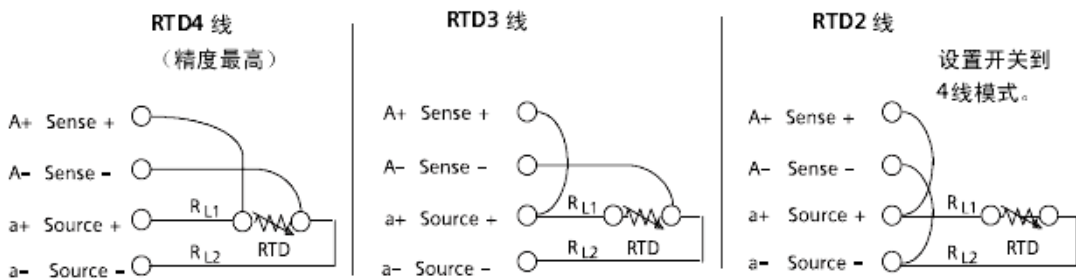 RTD4 线
（精度最高）
A+ Sense +
A− Sense −
a+ Source +
a− Source −
RL1
RTD
RL2
RTD3 线
A+ Sense +
A− Sense −
a+ Source +
a− Source −
RL1
RTD
RL2
RTD2 线
设置开关到
4线模式。
A+ Sense +
A− Sense −
a+ Source +
a− Source −
RL1
RTD
RL2